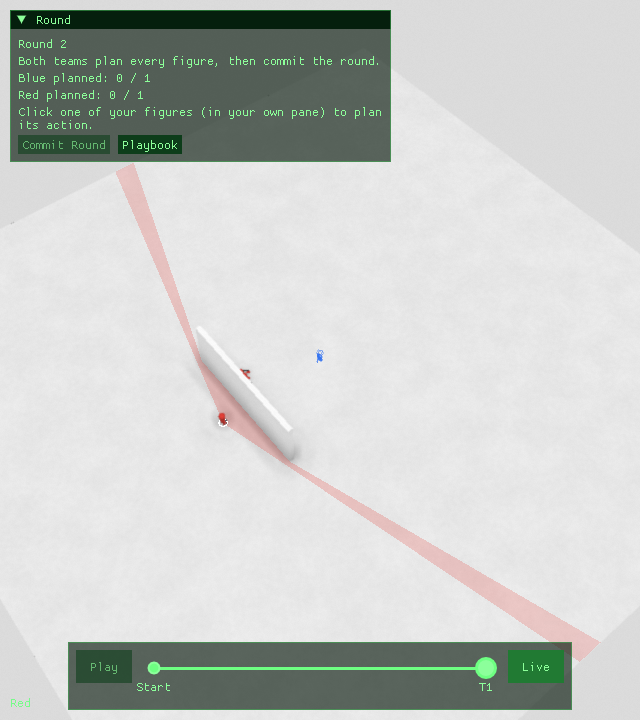 Round
Round 2
Both teams plan every figure, then commit the round.
Blue planned: 0 / 1
Red planned: 0 / 1
Click one of your figures (in your own pane) to plan
its action.
Commit Round Playbook
Play
Live
Start
T1
Red